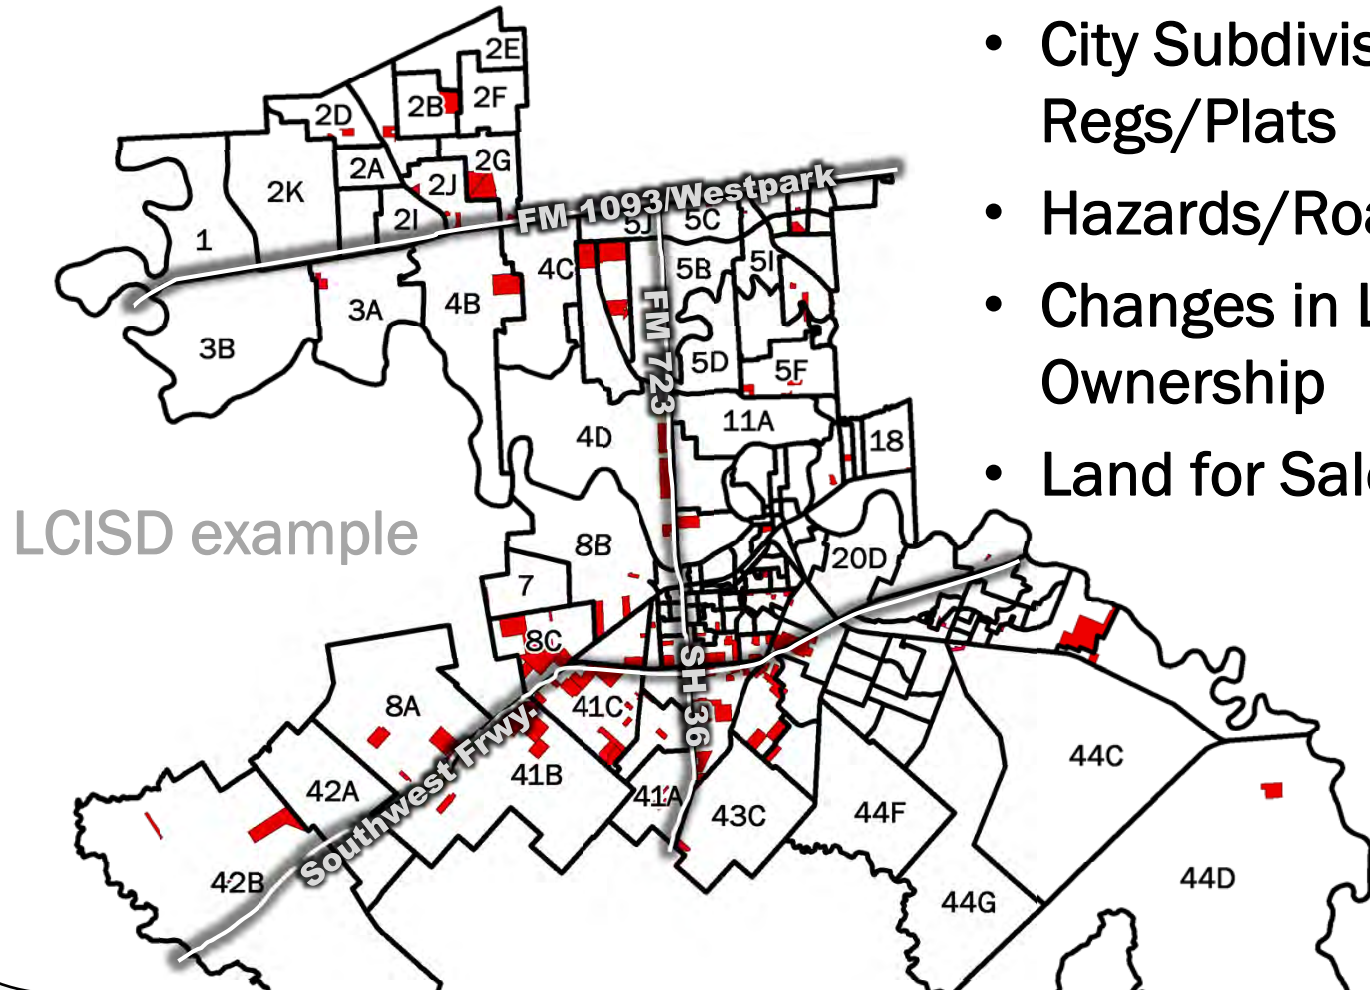 • City Subdivis
Regs/Plats
• Hazards/Roa
• Changes in L
Ownership
• Land for Sale
LCISD example
2E
2B
2F
2D
2A
2G
2J
2K
2I
1
FM 1093/Westpark
5J
5C
4C
5B
5I
3A
4B
FM 723
3B
5D
5F
11A
4D
18
8B
20D
7
8C
SH 36
8A
41C
Southwest Frwy.
44C
41B
42A
41A
43C
44F
42B
44D
44G